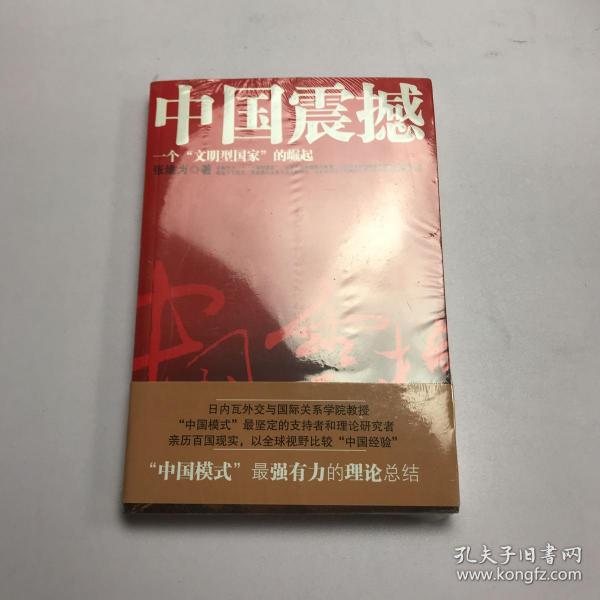 中国震撼
一个“文明型国家”的崛起
张维为◎著
日内瓦外交与国际关系学院教授
“中国模式”最坚定的支持者和理论研究者
亲历百国现实，以全球视野比较“中国经验”
“中国模式”最强有力的理论总结
孔夫子旧书网
www.kongfz.com